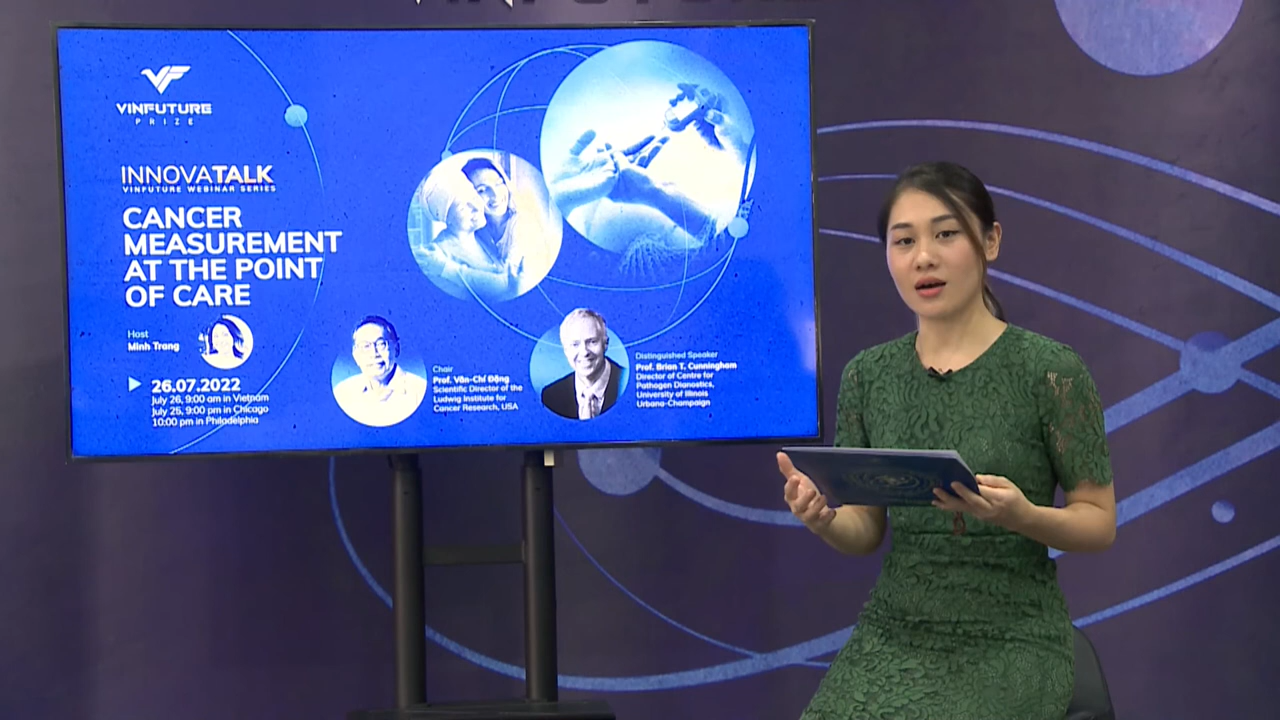 VINFUTURE
VINFUTURE
PRIZE
INNOVATALK
VINFUTURE WEBINAR SERIES
CANCER
MEASUREMENT
AT THE POINT
OF CARE
Host
Minh Trang
26.07.2022
July 26, 9:00 am in Vietnam
July 25, 9:00 pm in Chicago
10:00 pm in Philadelphia
Chair
Prof. Văn-Chí Đặng
Scientific Director of the
Ludwig Institute for
Cancer Research, USA
Distinguished Speaker
Prof. Brian T. Cunningham
Director of Centre for
Pathogen Dianostics,
University of Illinois
Urbana-Champaign